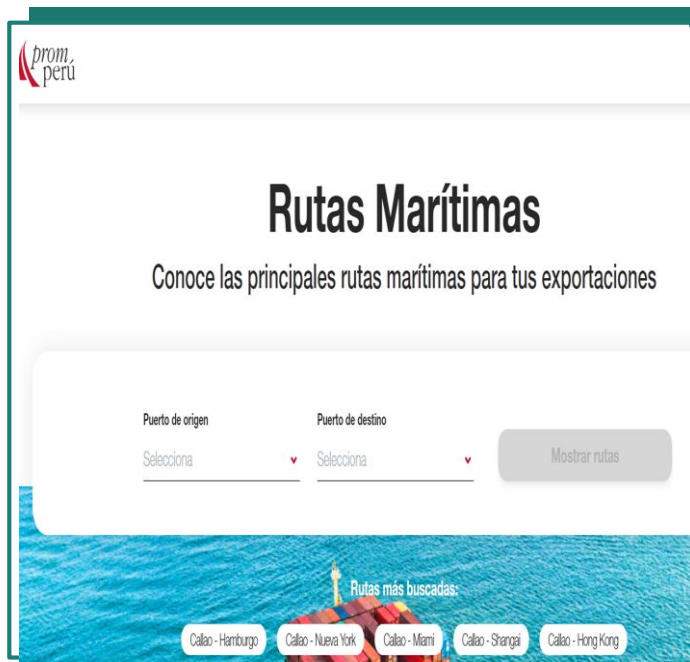 prom
perú
Rutas Marítimas
Conoce las principales rutas marítimas para tus exportaciones
Puerto de origen Puerto de destino
Selecciona Selecciona Mostrar rutas
Rutas más buscadas:
Callao - Hamburgo Callao - Nueva York Callao - Miami Callao - Shangai Callao - Hong Kong